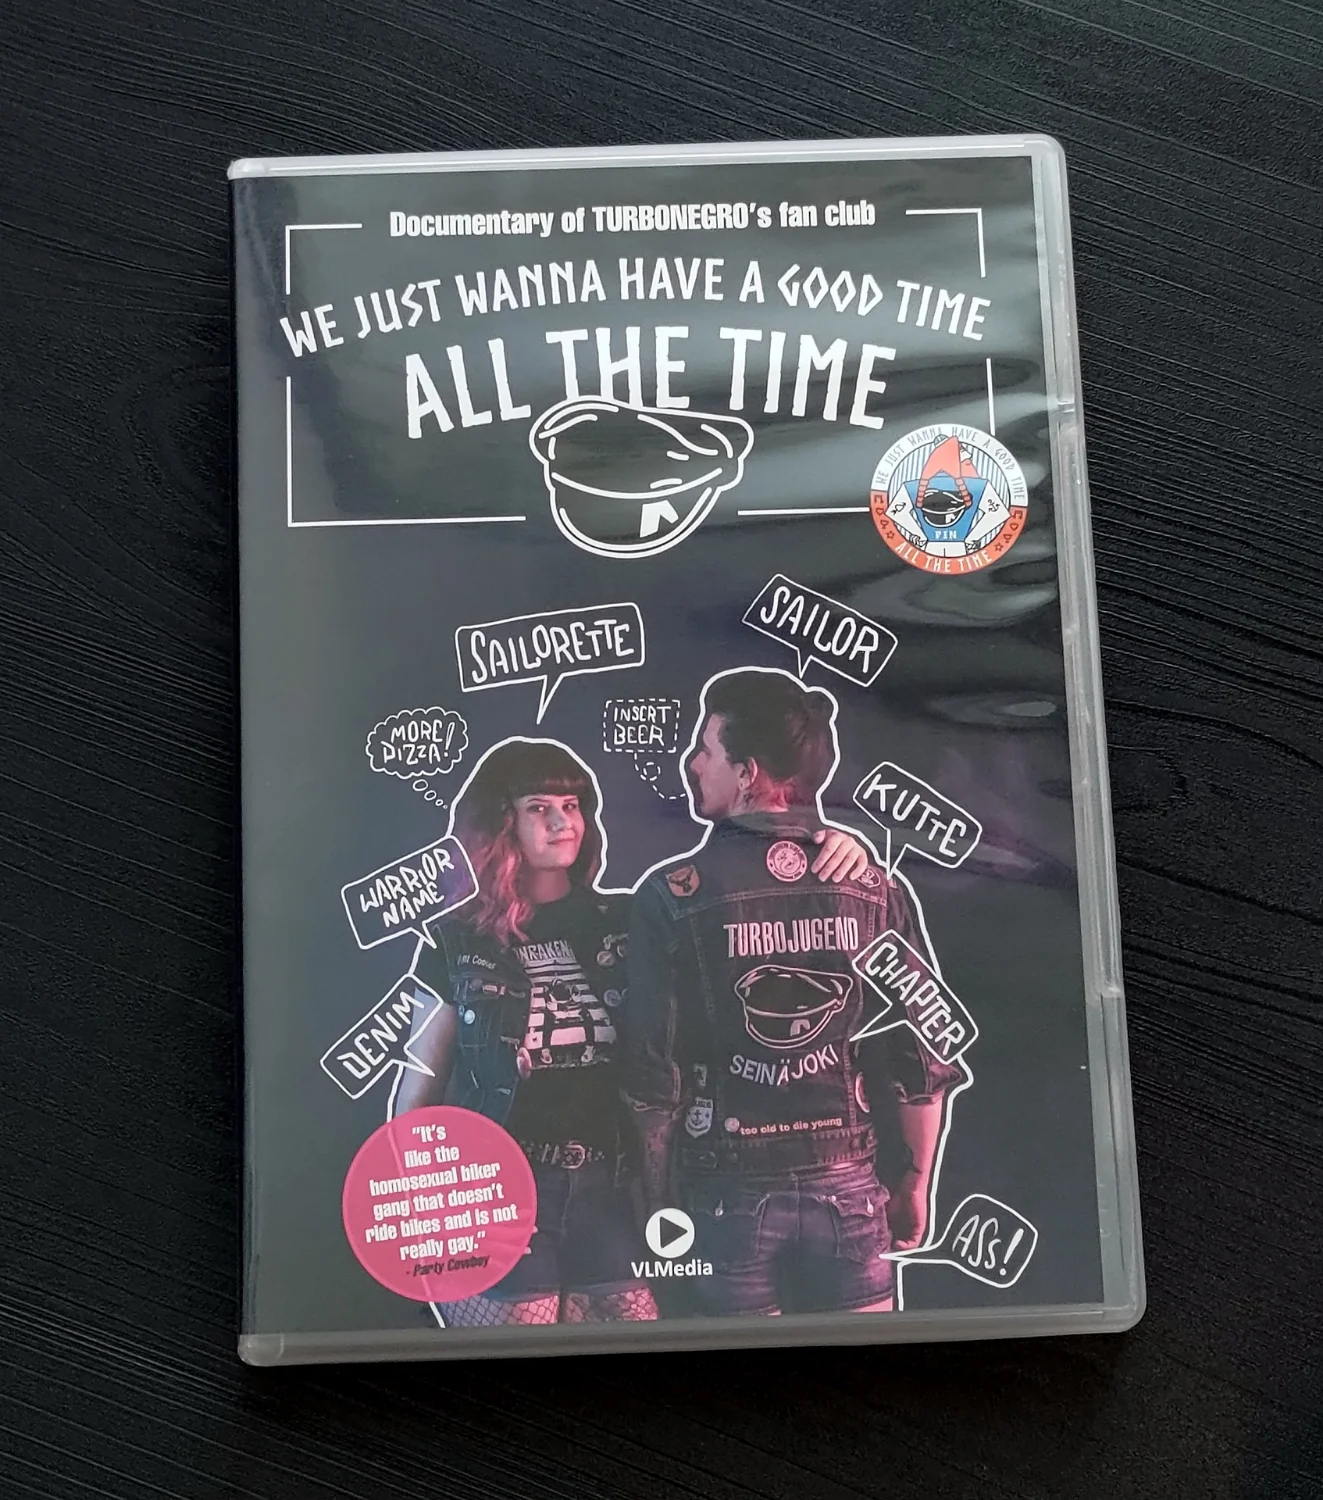 Documentary of TURBONEGRO's fan club
WE JUST WANNA HAVE A GOOD TIME
ALL THE TIME
WE JUST WANNA HAVE A GOOD TIME
FIN
ALL THE TIME
SAILORETTE
SAILOR
MORE
PIZZA!
INSERT
BEER
KUTTE
WARRIOR
NAME
TURBOJUGEND
CHAPTER
DENIM
SEINÄJOKI
too old to die young
"It's
like the
homosexual biker
gang that doesn't
ride bikes and is not
really gay."
- Party Cowboy
ASS!
VLMedia